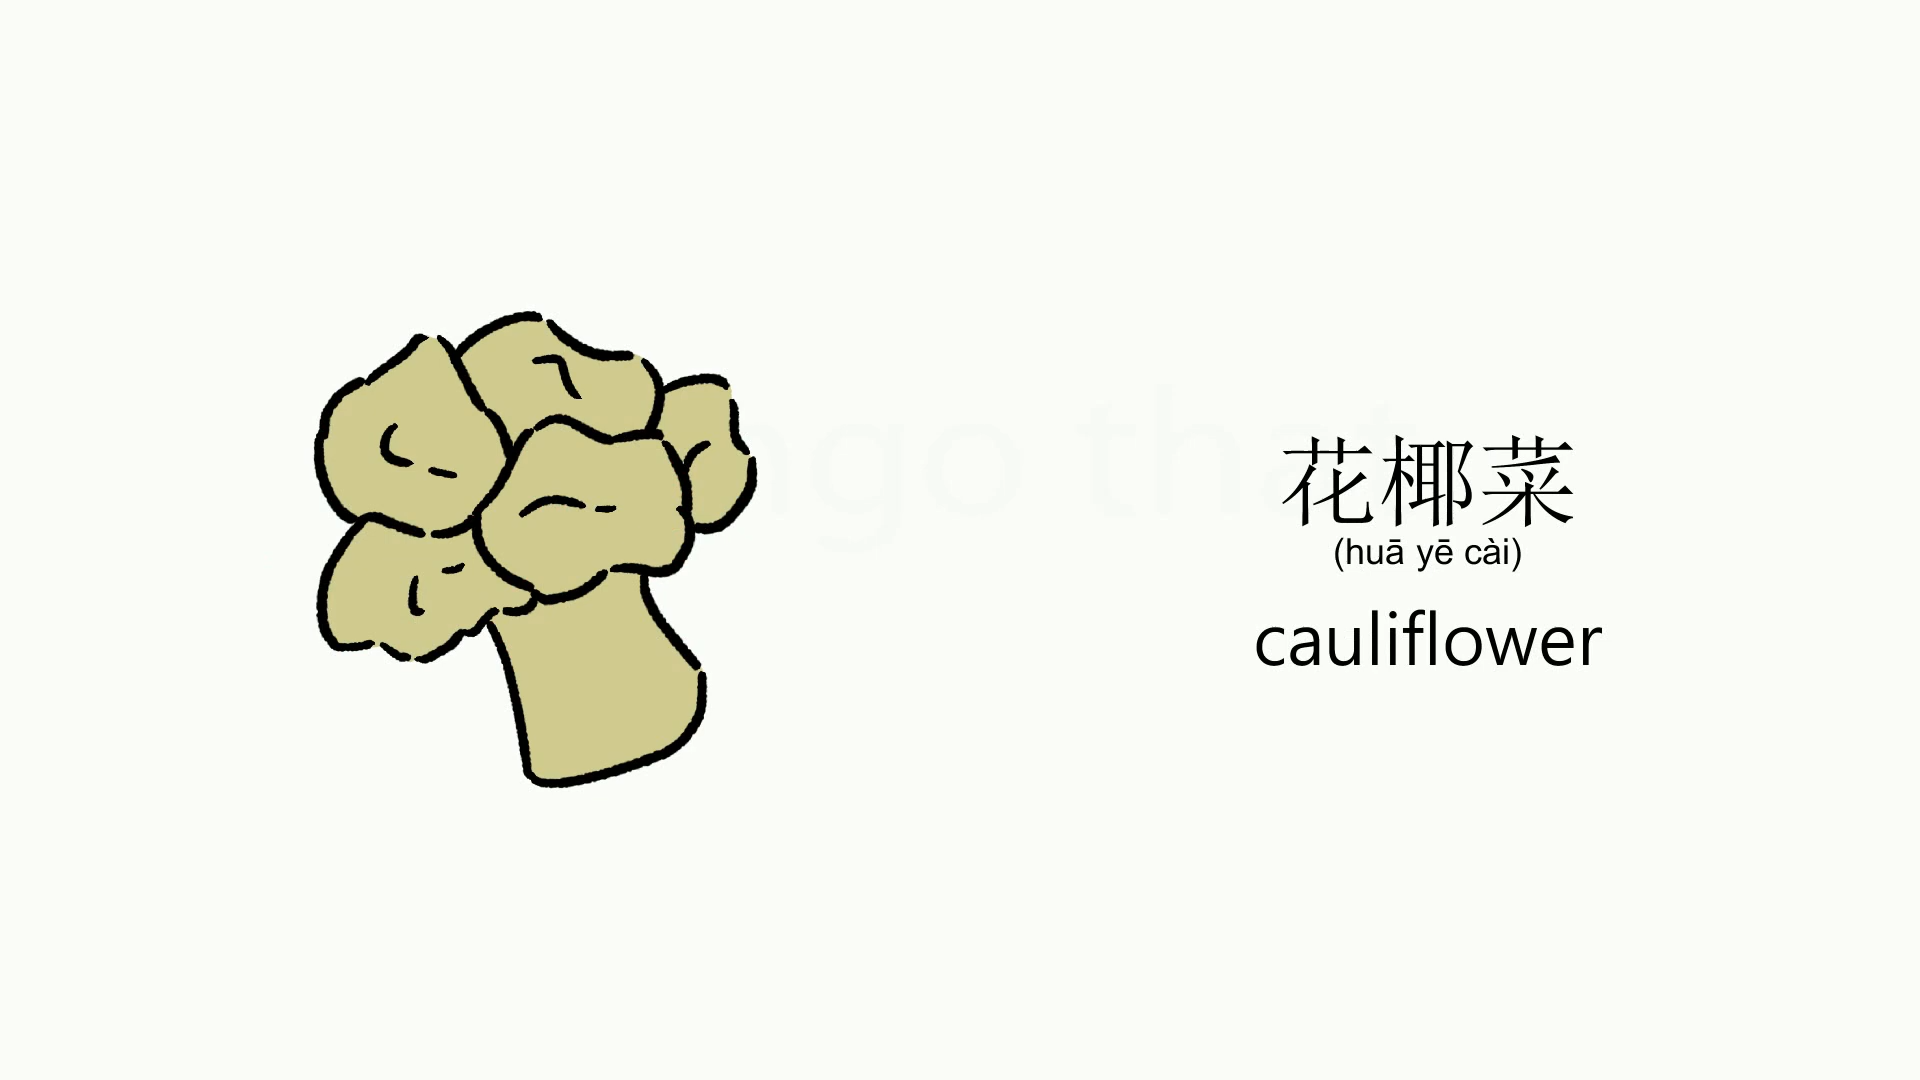 花椰菜
(huā yē cài)
cauliflower